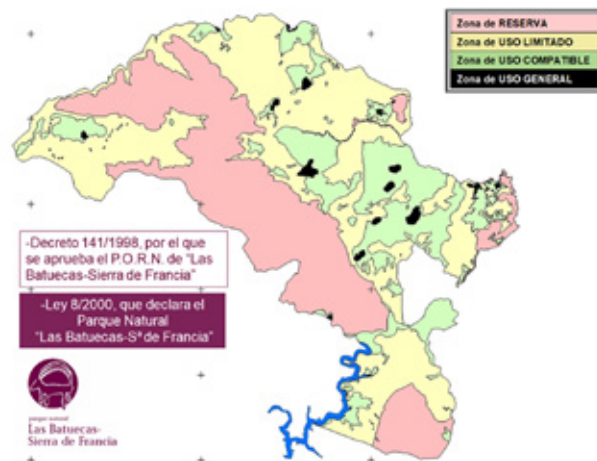 Zona de RESERVA
Zona de USO LIMITADO
Zona de USO COMPATIBLE
Zona de USO GENERAL
-Decreto 141/1998, por el que
se aprueba el P.O.R.N. de "Las
Batuecas-Sierra de Francia"
-Ley 8/2000, que declara el
Parque Natural
"Las Batuecas-Sª de Francia"
parque natural
Las Batuecas-
Sierra de Francia